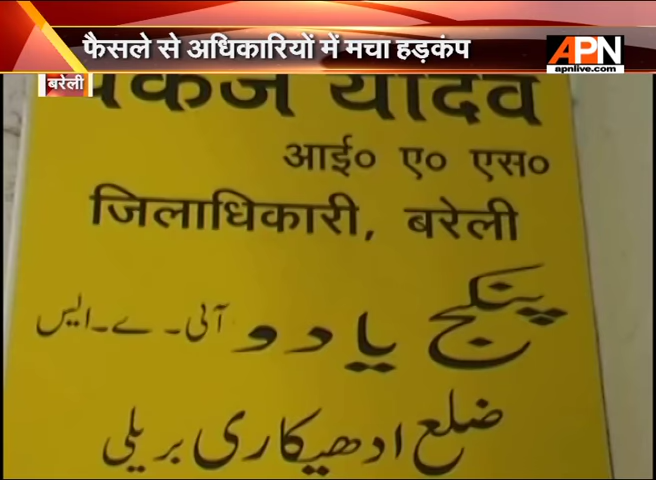 फैसले से अधिकारियों में मचा हड़कंप
APN
apnlive.com
बरेली
पंकज यादव
आई० ए० एस०
जिलाधिकारी, बरेली
پنکج یادو آئی۔ے۔ایس
ضلع ادھیکاری بریلی